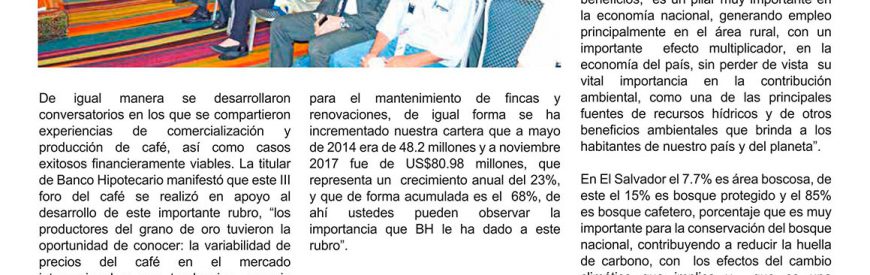 De igual manera se desarrollaron
conversatorios en los que se compartieron
experiencias de comercialización y
producción de café, así como casos
exitosos financieramente viables. La titular
de Banco Hipotecario manifestó que este III
foro del café se realizó en apoyo al
desarrollo de este importante rubro, “los
productores del grano de oro tuvieron la
oportunidad de conocer: la variabilidad de
precios del café en el mercado
para el mantenimiento de fincas y
renovaciones, de igual forma se ha
incrementado nuestra cartera que a mayo
de 2014 era de 48.2 millones y a noviembre
2017 fue de US$80.98 millones, que
representa un crecimiento anual del 23%,
y que de forma acumulada es el 68%, de
ahí ustedes pueden observar la
importancia que BH le ha dado a este
rubro”.
beneficios, “es un pilar muy importante en
la economía nacional, generando empleo
principalmente en el área rural, con un
importante efecto multiplicador, en la
economía del país, sin perder de vista su
vital importancia en la contribución
ambiental, como una de las principales
fuentes de recursos hídricos y de otros
beneficios ambientales que brinda a los
habitantes de nuestro país y del planeta”.
En El Salvador el 7.7% es área boscosa, de
este el 15% es bosque protegido y el 85%
es bosque cafetero, porcentaje que es muy
importante para la conservación del bosque
nacional, contribuyendo a reducir la huella
de carbono, con los efectos del cambio